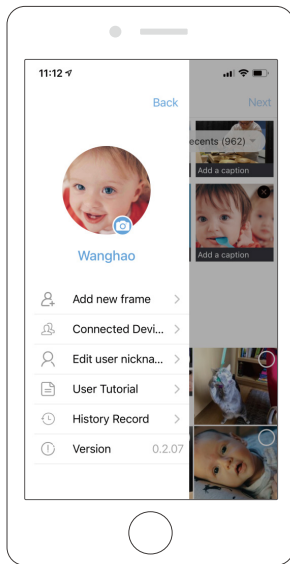 11:12
Back
Next
ecents (962)
Add a caption
Add a caption
Wanghao
Add new frame
Connected Devi...
Edit user nickna...
User Tutorial
History Record
Version 0.2.07